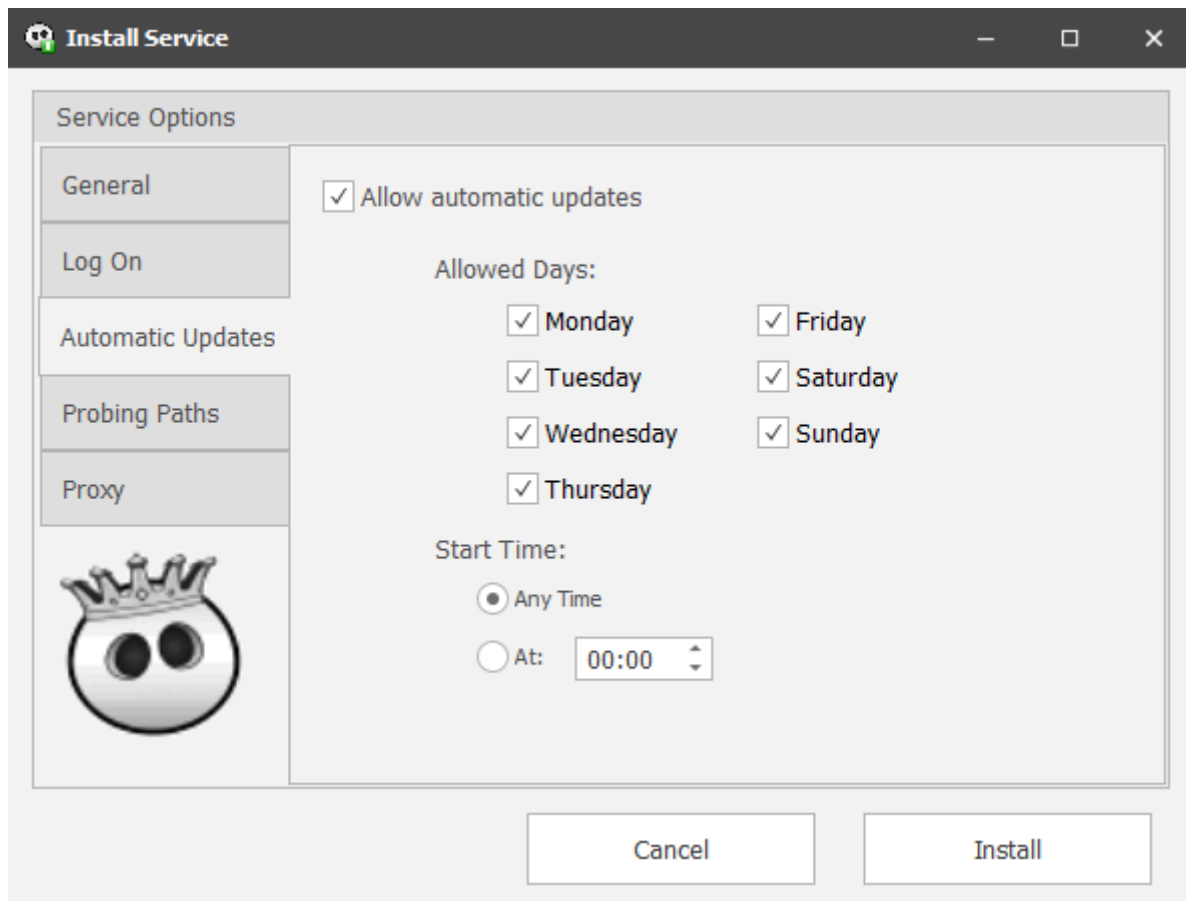 Install Service
Service Options
General
Log On
Automatic Updates
Probing Paths
Proxy
Allow automatic updates
Allowed Days:
Monday
Friday
Tuesday
Saturday
Wednesday
Sunday
Thursday
Start Time:
Any Time
At: 00:00
Cancel
Install